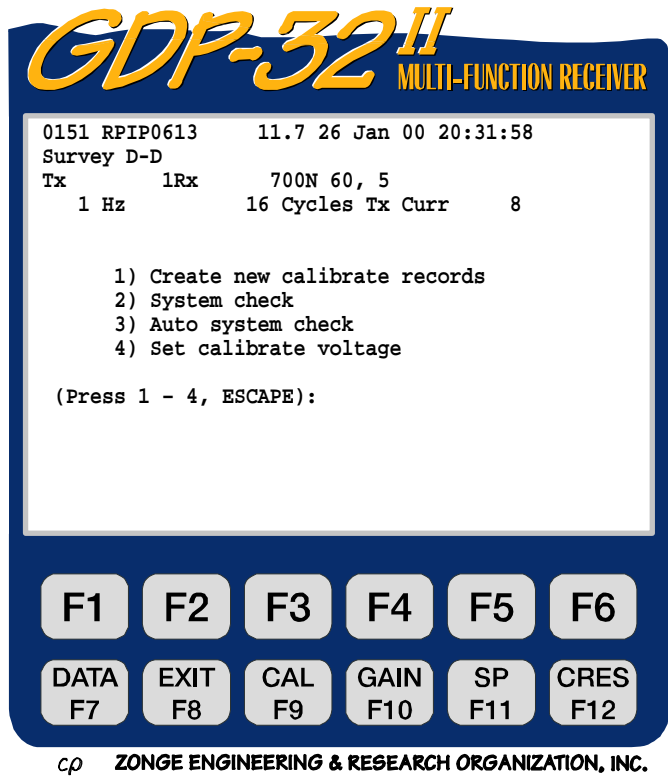 GDP-32 II
MULTI-FUNCTION RECEIVER
0151 RPIP0613 11.7 26 Jan 00 20:31:58
Survey D-D
Tx 1Rx 700N 60, 5
1 Hz 16 Cycles Tx Curr 8
1) Create new calibrate records
2) System check
3) Auto system check
4) Set calibrate voltage
(Press 1 – 4, ESCAPE):
F1 F2 F3 F4 F5 F6
DATA EXIT CAL GAIN SP CRES
F7 F8 F9 F10 F11 F12
cρ ZONGE ENGINEERING & RESEARCH ORGANIZATION, INC.